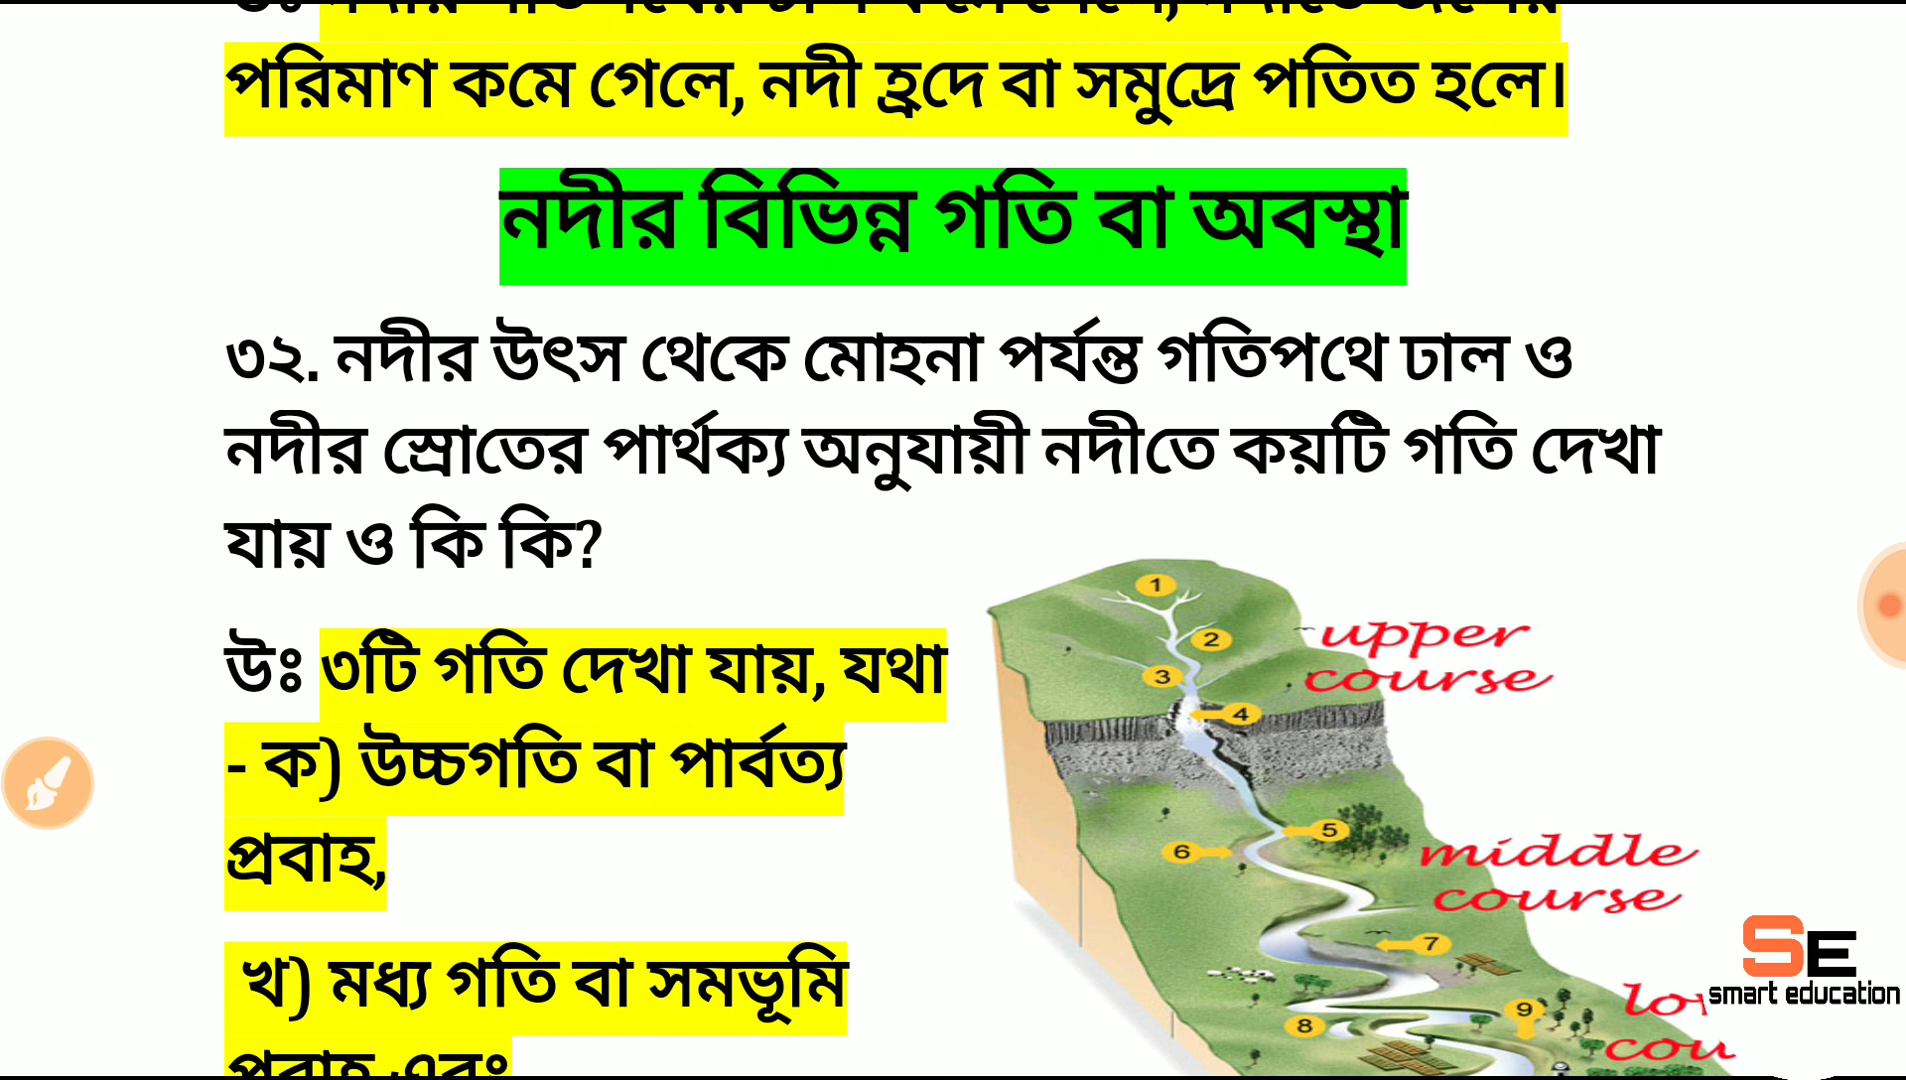 পরিমাণ কমে গেলে, নদী হ্রদে বা সমুদ্রে পতিত হলে।
নদীর বিভিন্ন গতি বা অবস্থা
৩২. নদীর উৎস থেকে মোহনা পর্যন্ত গতিপথে ঢাল ও
নদীর স্রোতের পার্থক্য অনুযায়ী নদীতে কয়টি গতি দেখা
যায় ও কি কি?
উঃ ৩টি গতি দেখা যায়, যথা
- ক) উচ্চগতি বা পার্বত্য
প্রবাহ,
খ) মধ্য গতি বা সমভূমি
প্রবাহ এবং
1
2
3
4
upper
course
5
6
middle
course
7
8
9
SE
smart education